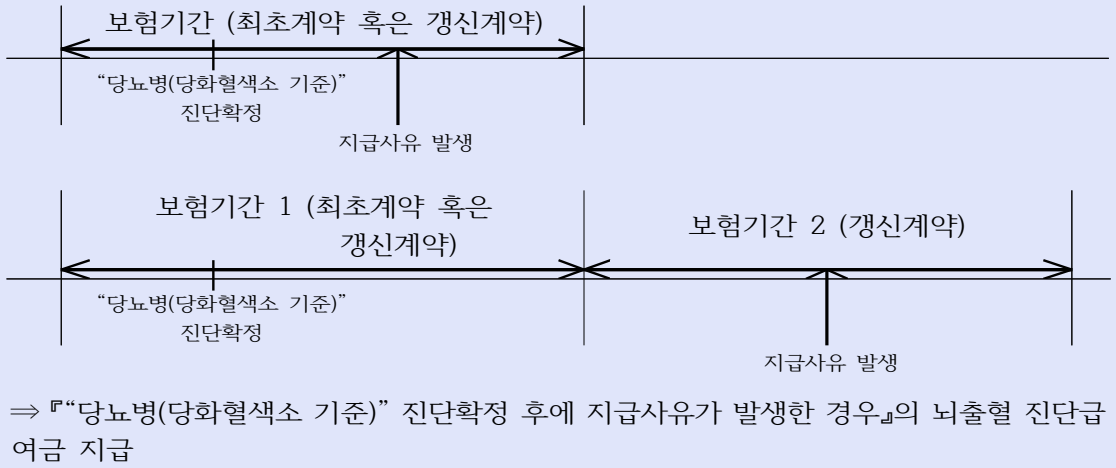 보험기간 (최초계약 혹은 갱신계약)
“당뇨병(당화혈색소 기준)”
진단확정
지급사유 발생
보험기간 1 (최초계약 혹은
갱신계약)
보험기간 2 (갱신계약)
“당뇨병(당화혈색소 기준)”
진단확정
지급사유 발생
⇒『“당뇨병(당화혈색소 기준)” 진단확정 후에 지급사유가 발생한 경우』의 뇌출혈 진단급
여금 지급